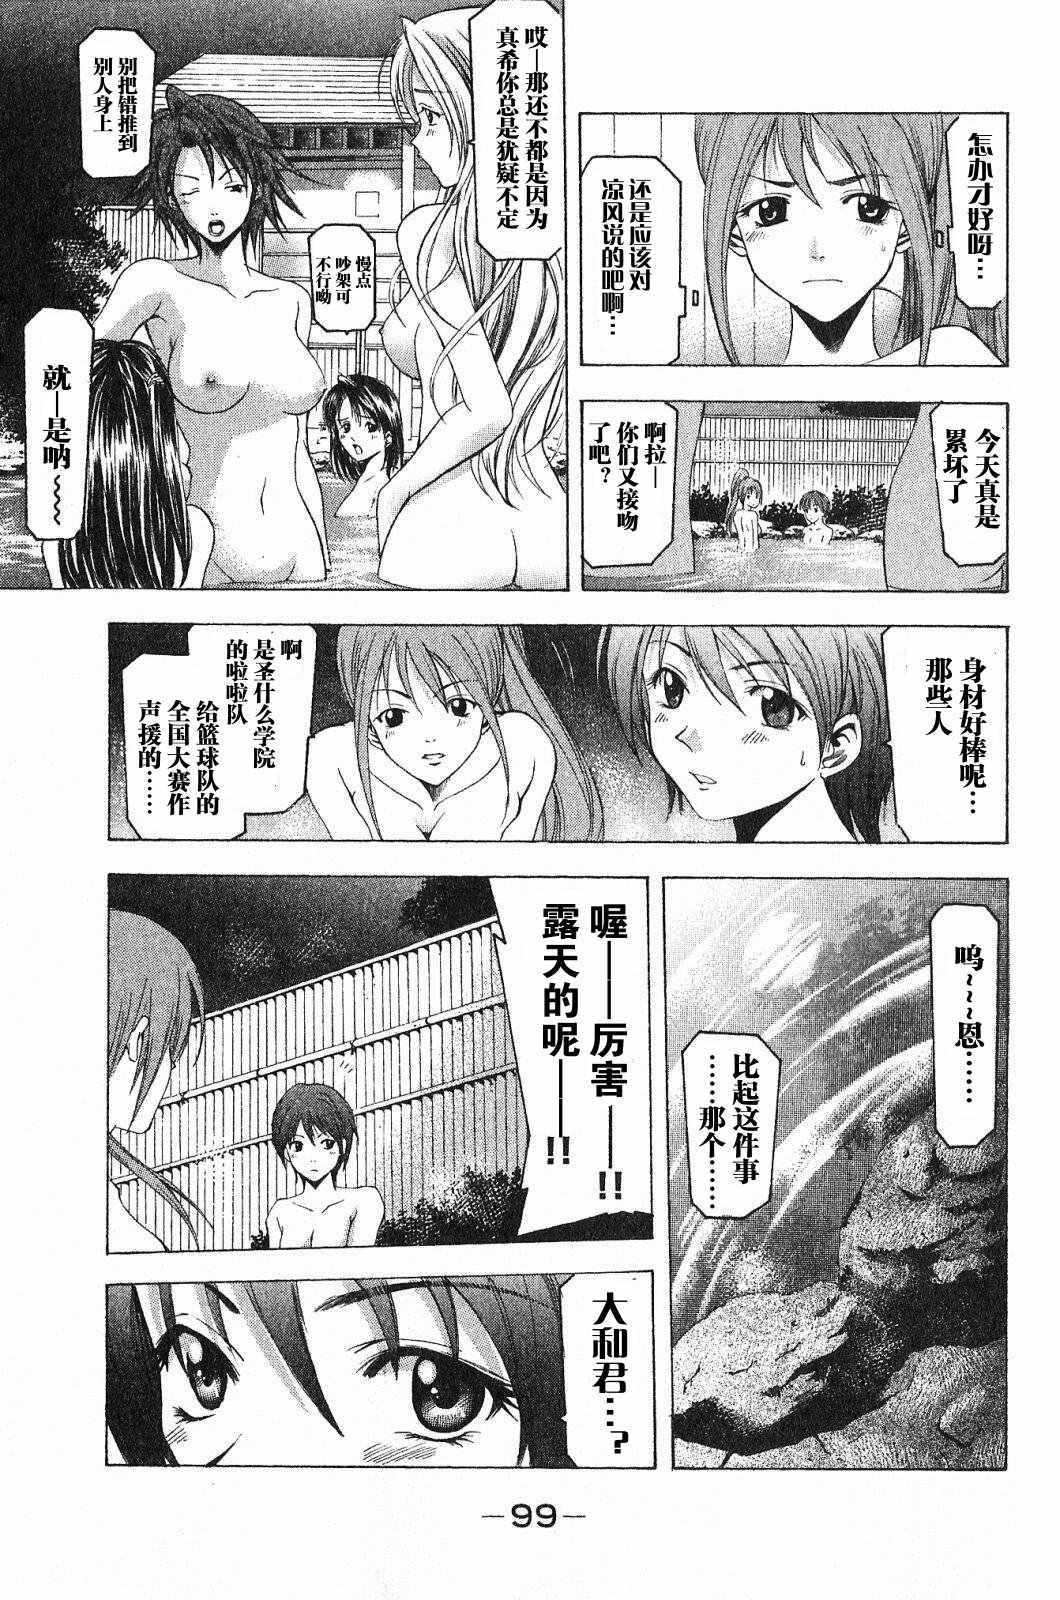 怎办才好呀…
还是应该对
凉风说的吧啊…
今天真是
累坏了
啊拉—
你们又接吻
了吧？
哎—那还不都是因为
真希你总是犹疑不定
别把错推到
别人身上
慢点
吵架可
不行呦
就—是呐～～～～
身材好棒呢…
那些人
啊
是圣什么学院
的啦啦队
给篮球队的
全国大赛作
声援的……
呜～～～恩……
比起这件事
……那个……
喔——厉害——!!
露天的呢——!!
大和君…？
—99—